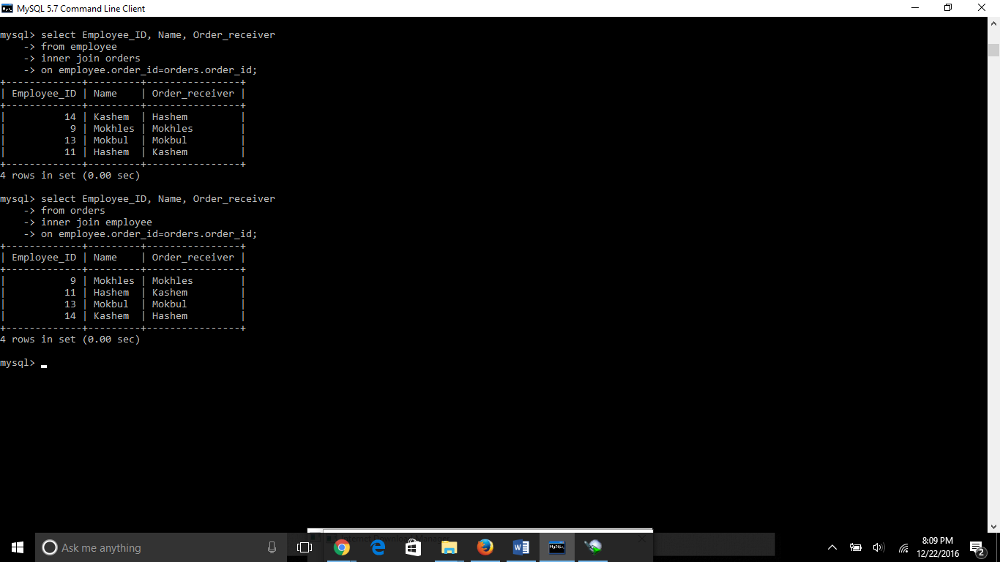 MySQL 5.7 Command Line Client
mysql> select Employee_ID, Name, Order_receiver
    -> from employee
    -> inner join orders
    -> on employee.order_id=orders.order_id;
+-------------+---------+----------------+
| Employee_ID | Name    | Order_receiver |
+-------------+---------+----------------+
|          14 | Kashem  | Hashem         |
|           9 | Mokhles | Mokhles        |
|          13 | Mokbul  | Mokbul         |
|          11 | Hashem  | Kashem         |
+-------------+---------+----------------+
4 rows in set (0.00 sec)
mysql> select Employee_ID, Name, Order_receiver
    -> from orders
    -> inner join employee
    -> on employee.order_id=orders.order_id;
+-------------+---------+----------------+
| Employee_ID | Name    | Order_receiver |
+-------------+---------+----------------+
|           9 | Mokhles | Mokhles        |
|          11 | Hashem  | Kashem         |
|          13 | Mokbul  | Mokbul         |
|          14 | Kashem  | Hashem         |
+-------------+---------+----------------+
4 rows in set (0.00 sec)
mysql>
Internet Download Manager
Ask me anything
8:09 PM
12/22/2016
2